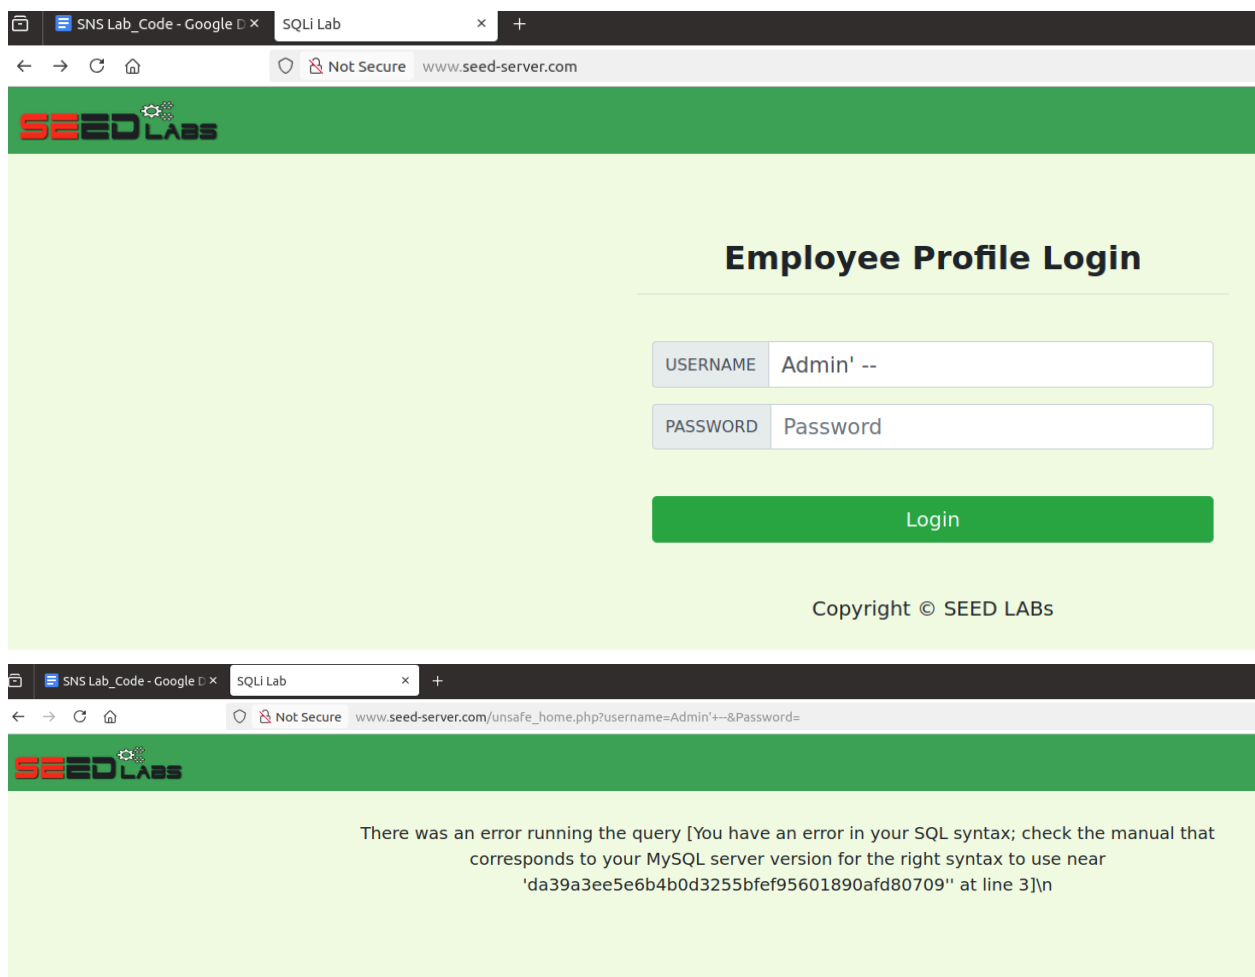 SNS Lab_Code - Google D ×
SQLi Lab ×
Not Secure www.seed-server.com
SEED LABS
Employee Profile Login
USERNAME Admin' --
PASSWORD Password
Login
Copyright © SEED LABs
SNS Lab_Code - Google D ×
SQLi Lab ×
Not Secure www.seed-server.com/unsafe_home.php?username=Admin'+--&Password=
SEED LABS
There was an error running the query [You have an error in your SQL syntax; check the manual that
corresponds to your MySQL server version for the right syntax to use near
'da39a3ee5e6b4b0d3255bfef95601890afd80709'' at line 3]\n